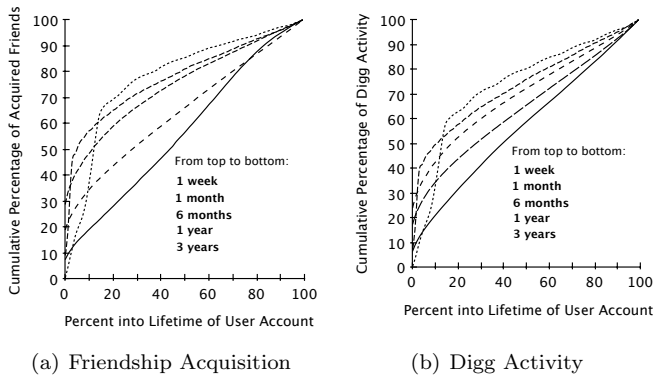 Cumulative Percentage of Acquired Friends
100
90
80
70
60
50
40
30
20
10
0
0 20 40 60 80 100
From top to bottom:
1 week
1 month
6 months
1 year
3 years
Percent into Lifetime of User Account
(a) Friendship Acquisition
Cumulative Percentage of Digg Activity
100
90
80
70
60
50
40
30
20
10
0
0 20 40 60 80 100
From top to bottom:
1 week
1 month
6 months
1 year
3 years
Percent into Lifetime of User Account
(b) Digg Activity